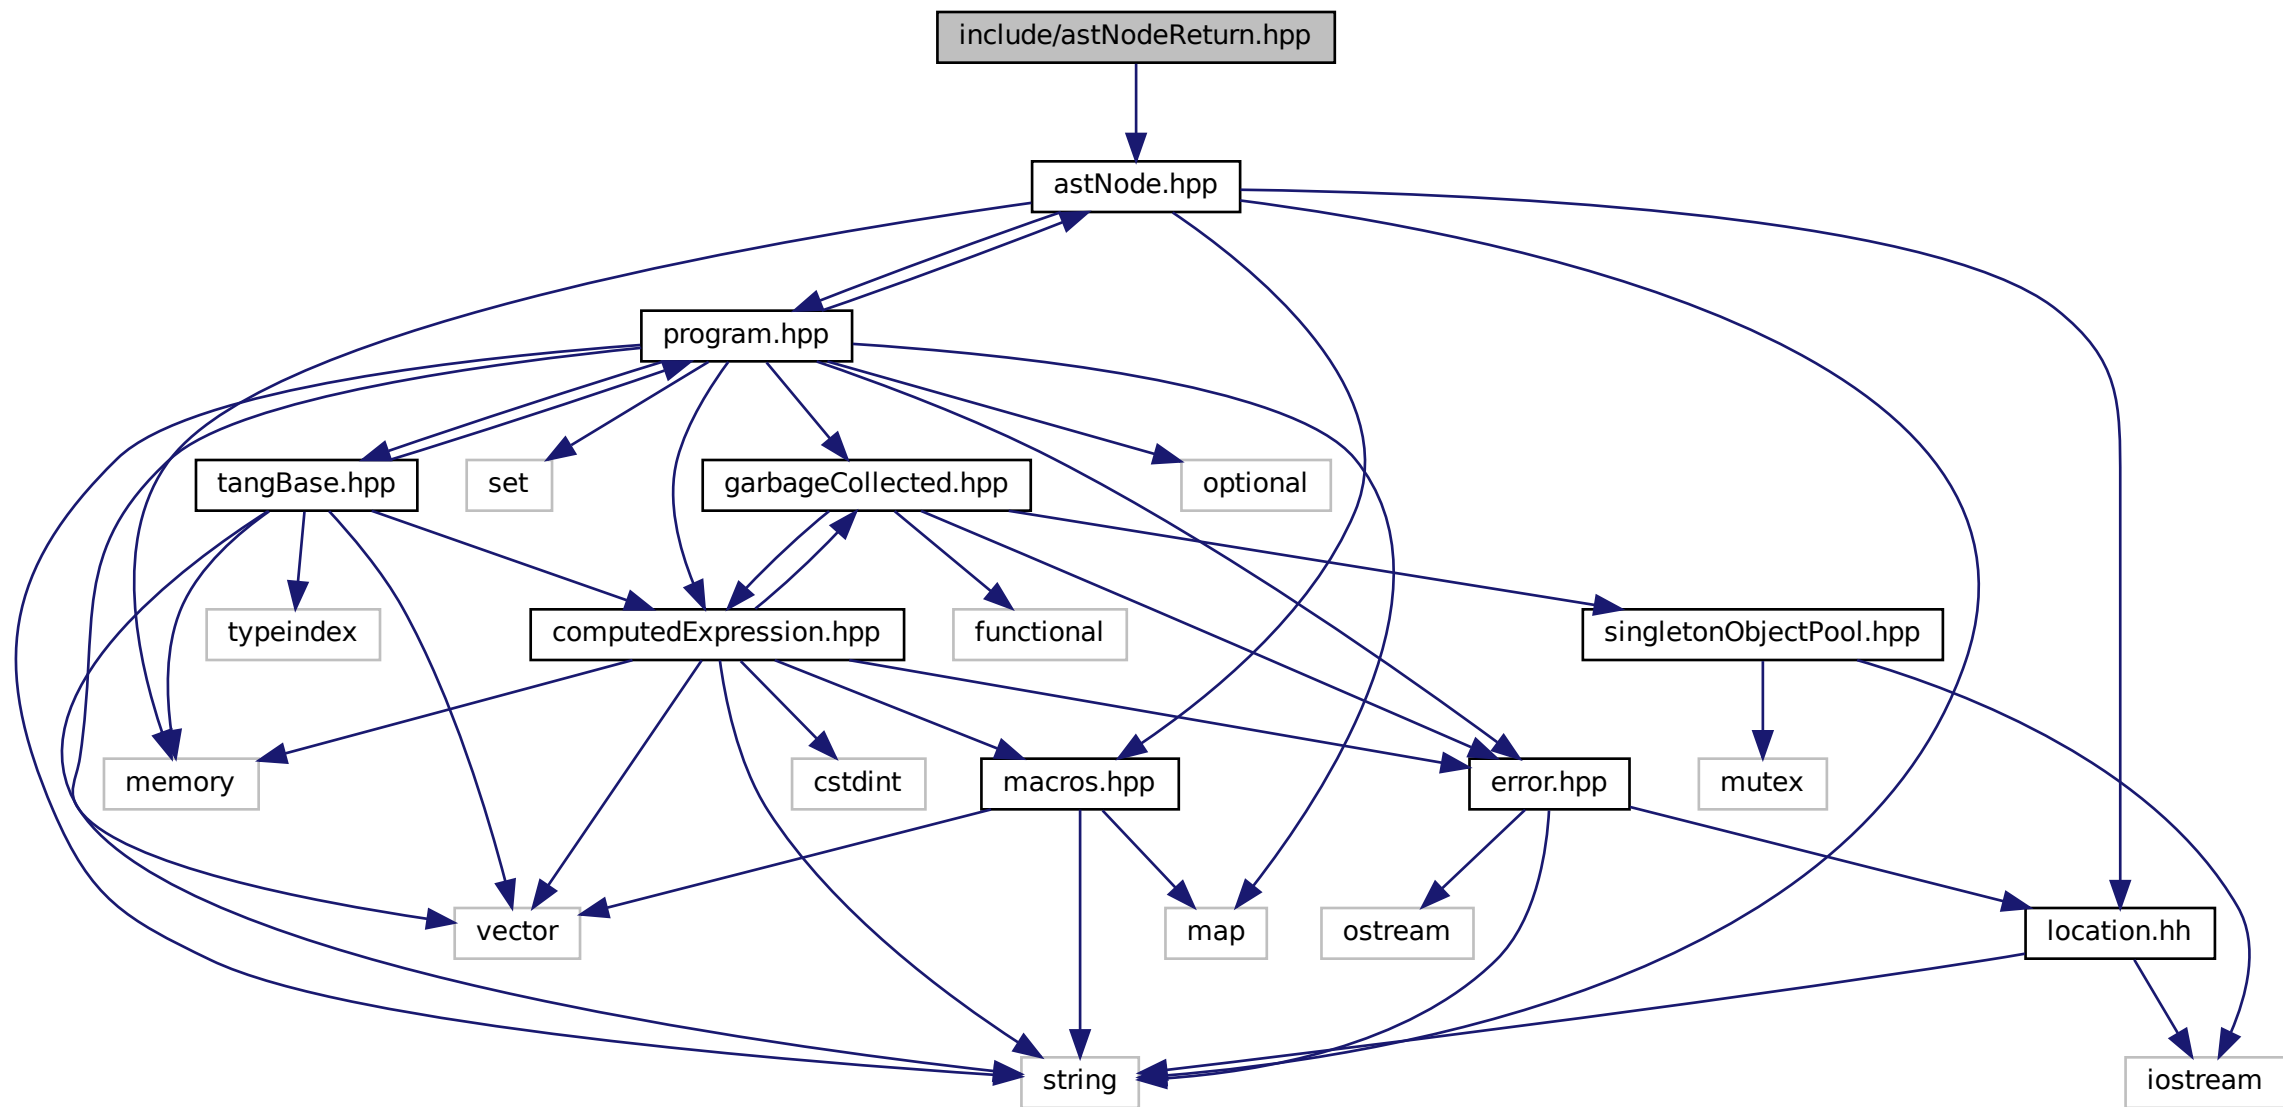 include/astNodeReturn.hpp
astNode.hpp
program.hpp
tangBase.hpp
set
garbageCollected.hpp
optional
typeindex
computedExpression.hpp
functional
singletonObjectPool.hpp
memory
cstdint
macros.hpp
error.hpp
mutex
vector
map
ostream
location.hh
string
iostream